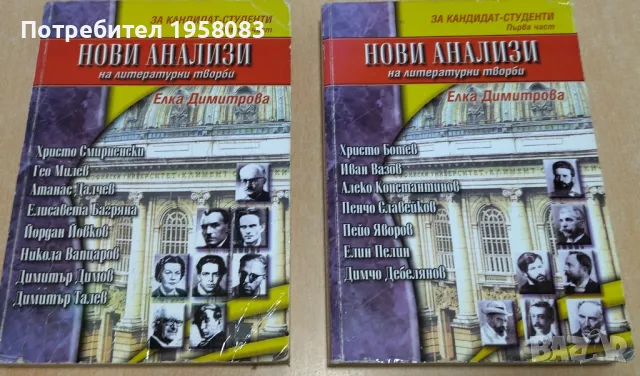 Потребител 1958083
ЗА КАНДИДАТ-СТУДЕНТИ
част
НОВИ АНАЛИЗИ
на литературни творби
Елка Димитрова
Христо Смирненски
Гео Милев
Атанас Далчев
Елисавета Багряна
Йордан Йовков
Никола Вапцаров
Димитър Димов
Димитър Талев
ЗА КАНДИДАТ-СТУДЕНТИ
Първа част
НОВИ АНАЛИЗИ
на литературни творби
Елка Димитрова
Христо Ботев
Иван Вазов
Алеко Константинов
Пенчо Славейков
Пейо Яворов
Елин Пелин
Димчо Дебелянов